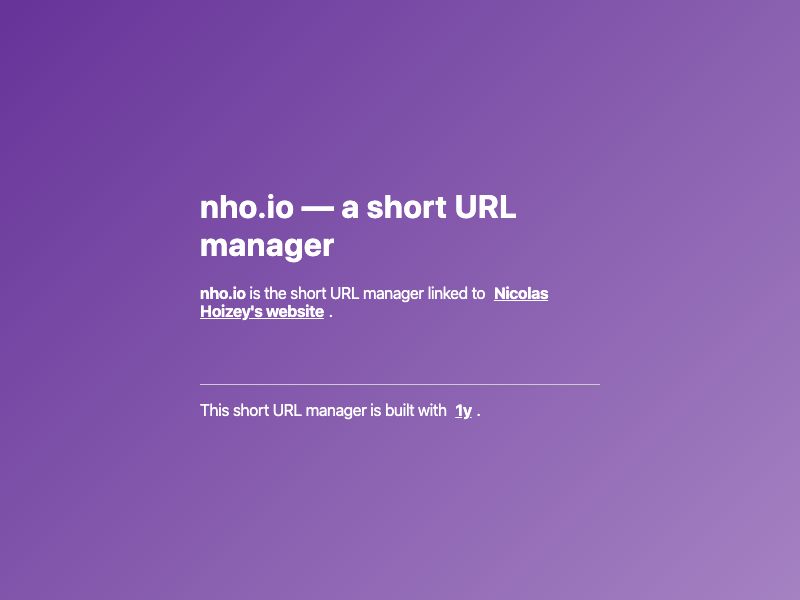 nho.io — a short URL
manager
nho.io is the short URL manager linked to Nicolas
Hoizey's website .
This short URL manager is built with 1y .